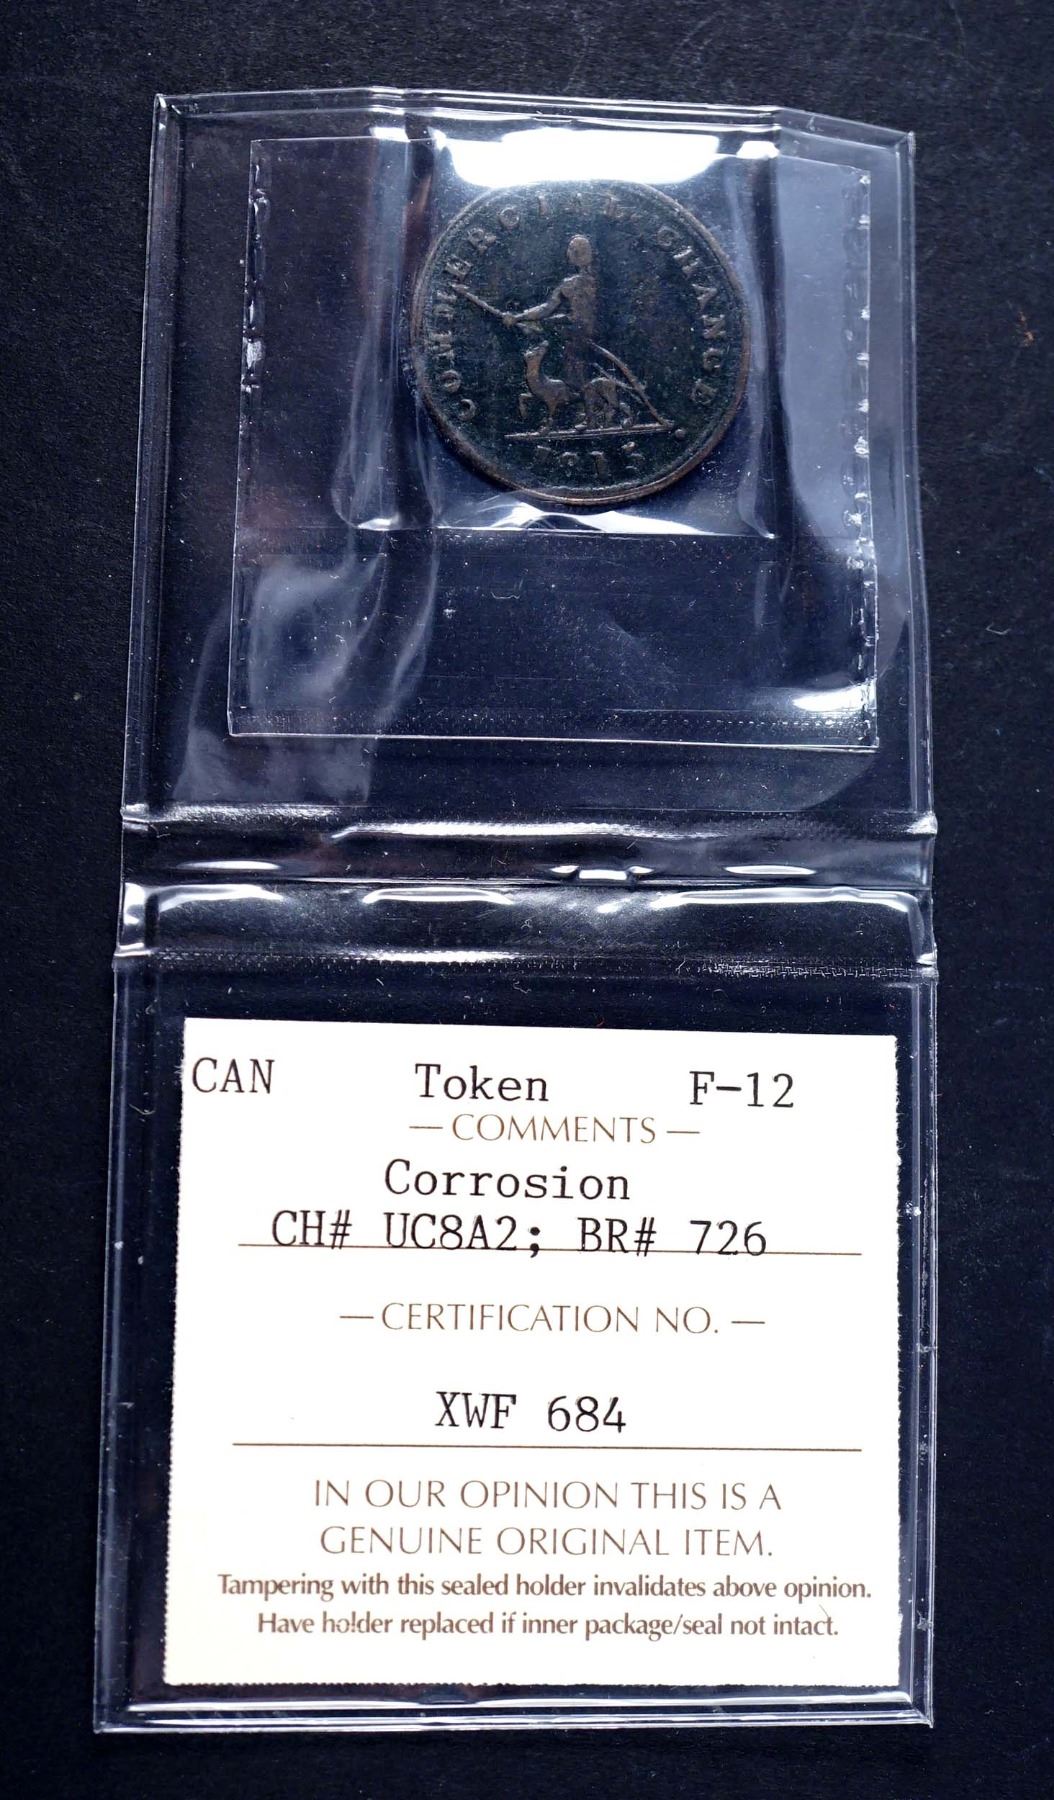 COMMERCIAL CHANGE
1815
CAN Token F-12
— COMMENTS —
Corrosion
CH# UC8A2; BR# 726
— CERTIFICATION NO. —
XWF 684
IN OUR OPINION THIS IS A
GENUINE ORIGINAL ITEM.
Tampering with this sealed holder invalidates above opinion.
Have holder replaced if inner package/seal not intact.